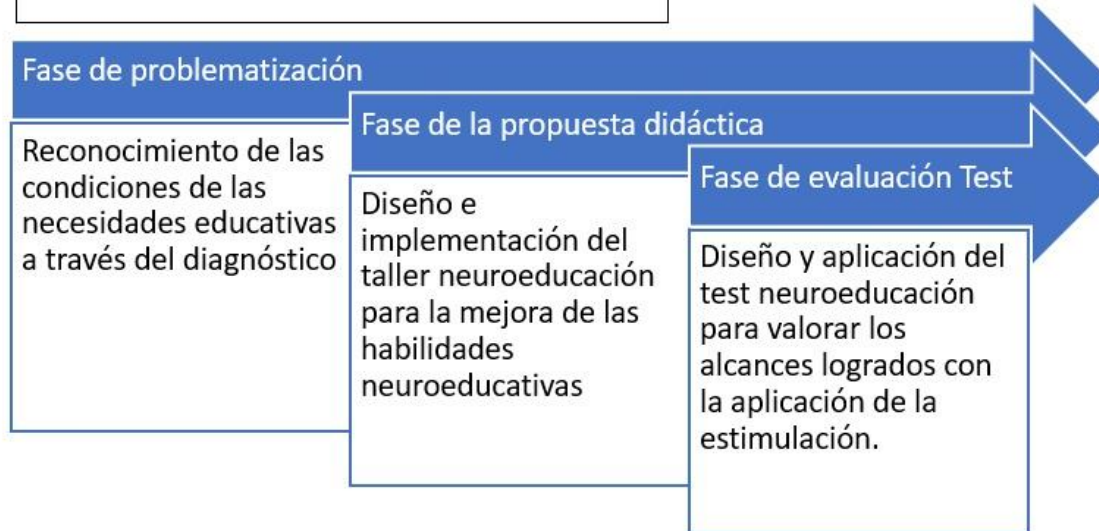 Fase de problematización
Reconocimiento de las
condiciones de las
necesidades educativas
a través del diagnóstico
Fase de la propuesta didáctica
Diseño e
implementación del
taller neuroeducación
para la mejora de las
habilidades
neuroeducativas
Fase de evaluación Test
Diseño y aplicación del
test neuroeducación
para valorar los
alcances logrados con
la aplicación de la
estimulación.